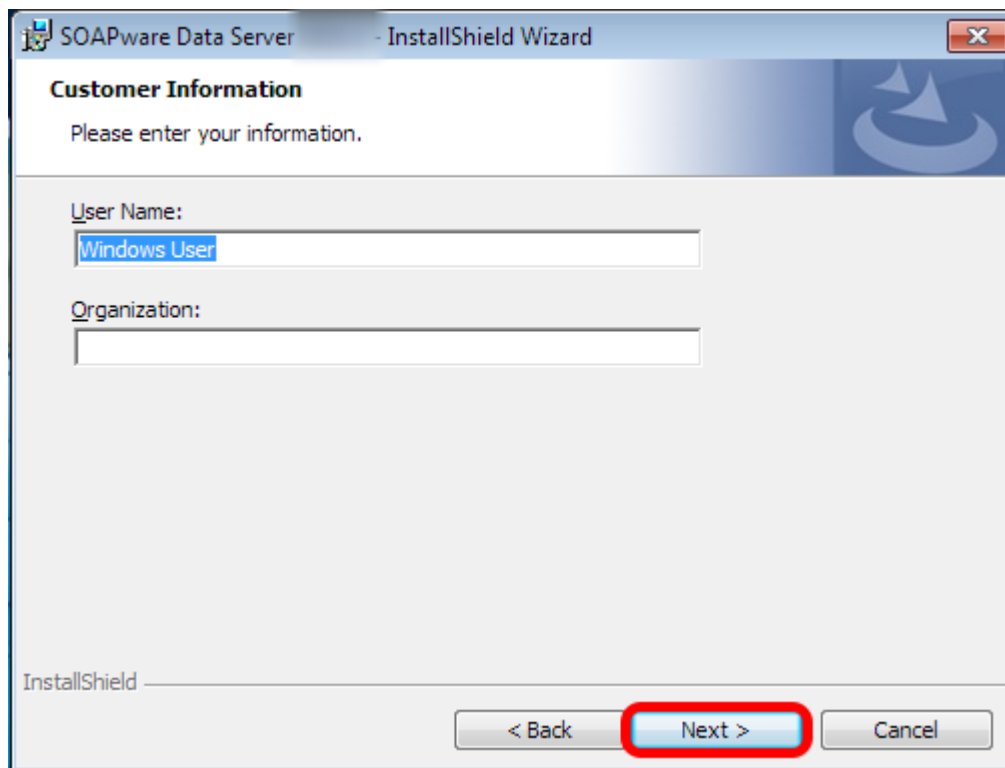 SOAPware Data Server - InstallShield Wizard
Customer Information
Please enter your information.
User Name:
Windows User
Organization:
InstallShield
< Back Next > Cancel